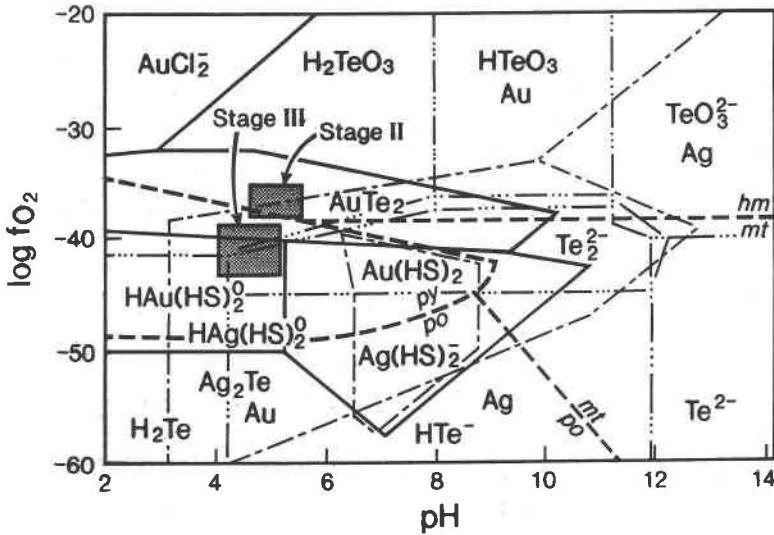 -20
AuCl₂⁻
H₂TeO₃
HTeO₃
Au
TeO₃²⁻
Ag
-30
Stage III
Stage II
AuTe₂
hm
mt
log fO₂
-40
Te₂²⁻
Au(HS)₂
HAu(HS)₂⁰
py
po
HAg(HS)₂⁰
-50
Ag(HS)₂⁻
Ag₂Te
Au
Ag
mt
po
H₂Te
HTe⁻
Te²⁻
-60
2 4 6 8 10 12 14
pH